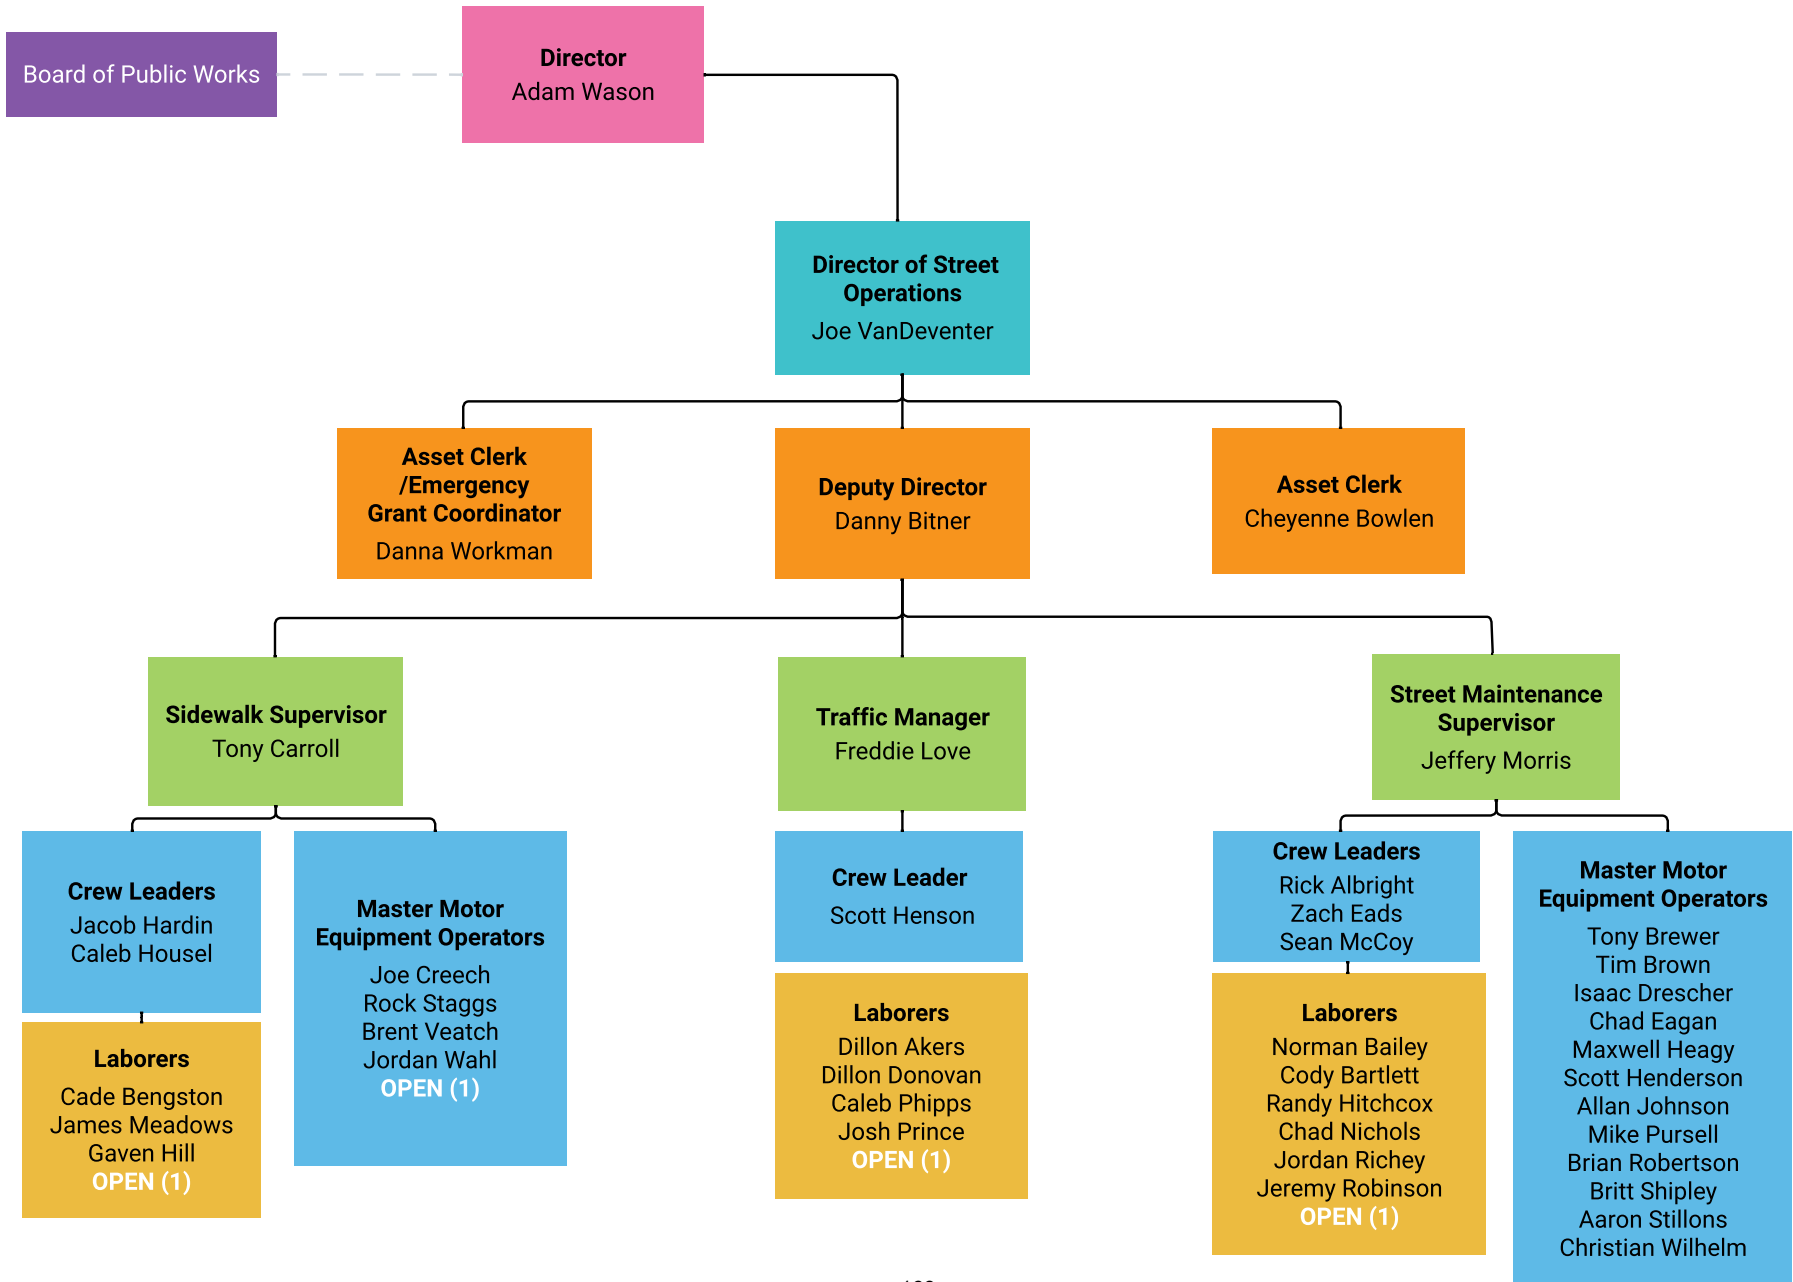 Board of Public Works
Director
Adam Wason
Director of Street
Operations
Joe VanDeventer
Asset Clerk
/Emergency
Grant Coordinator
Danna Workman
Deputy Director
Danny Bitner
Asset Clerk
Cheyenne Bowlen
Sidewalk Supervisor
Tony Carroll
Traffic Manager
Freddie Love
Street Maintenance
Supervisor
Jeffery Morris
Crew Leaders
Jacob Hardin
Caleb Housel
Laborers
Cade Bengston
James Meadows
Gaven Hill
OPEN (1)
Master Motor
Equipment Operators
Joe Creech
Rock Staggs
Brent Veatch
Jordan Wahl
OPEN (1)
Crew Leader
Scott Henson
Laborers
Dillon Akers
Dillon Donovan
Caleb Phipps
Josh Prince
OPEN (1)
Crew Leaders
Rick Albright
Zach Eads
Sean McCoy
Laborers
Norman Bailey
Cody Bartlett
Randy Hitchcox
Chad Nichols
Jordan Richey
Jeremy Robinson
OPEN (1)
Master Motor
Equipment Operators
Tony Brewer
Tim Brown
Isaac Drescher
Chad Eagan
Maxwell Heagy
Scott Henderson
Allan Johnson
Mike Pursell
Brian Robertson
Britt Shipley
Aaron Stillons
Christian Wilhelm